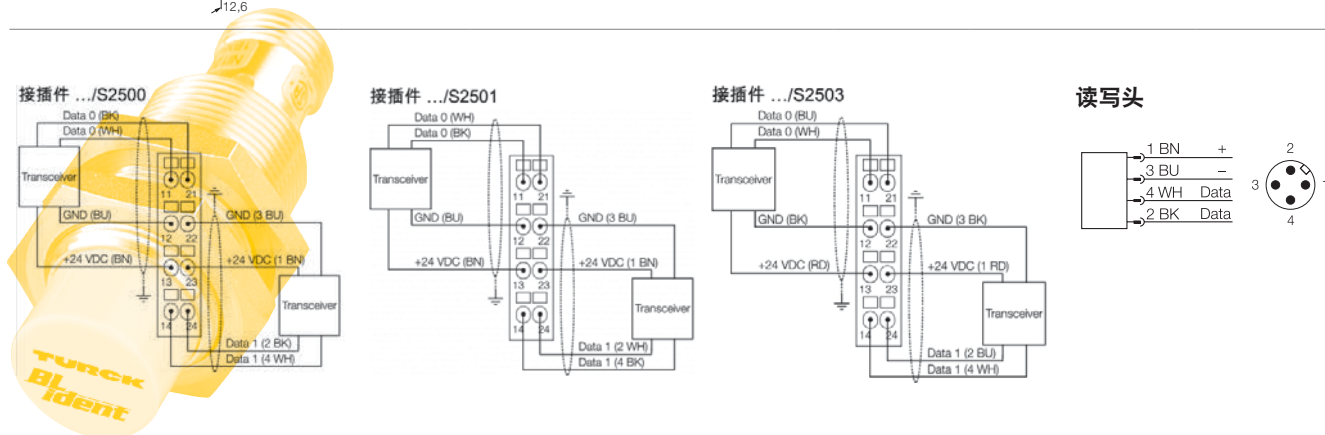 12,6
接插件 .../S2500
Data 0 (BK)
Data 0 (WH)
Transceiver
11 21
GND (BU)
GND (3 BU)
12 22
+24 VDC (BN)
+24 VDC (1 BN)
13 23
Transceiver
14 24
Data 1 (2 BK)
Data 1 (4 WH)
TURCK
BL
ident
接插件 .../S2501
Data 0 (WH)
Data 0 (BK)
Transceiver
11 21
GND (BU)
GND (3 BU)
12 22
+24 VDC (BN)
+24 VDC (1 BN)
13 23
Transceiver
14 24
Data 1 (2 WH)
Data 1 (4 BK)
接插件 .../S2503
Data 0 (BU)
Data 0 (WH)
Transceiver
11 21
GND (BK)
GND (3 BK)
12 22
+24 VDC (RD)
+24 VDC (1 RD)
13 23
Transceiver
14 24
Data 1 (2 BU)
Data 1 (4 WH)
读写头
1 BN +
3 BU –
4 WH Data
2 BK Data
2
3
4